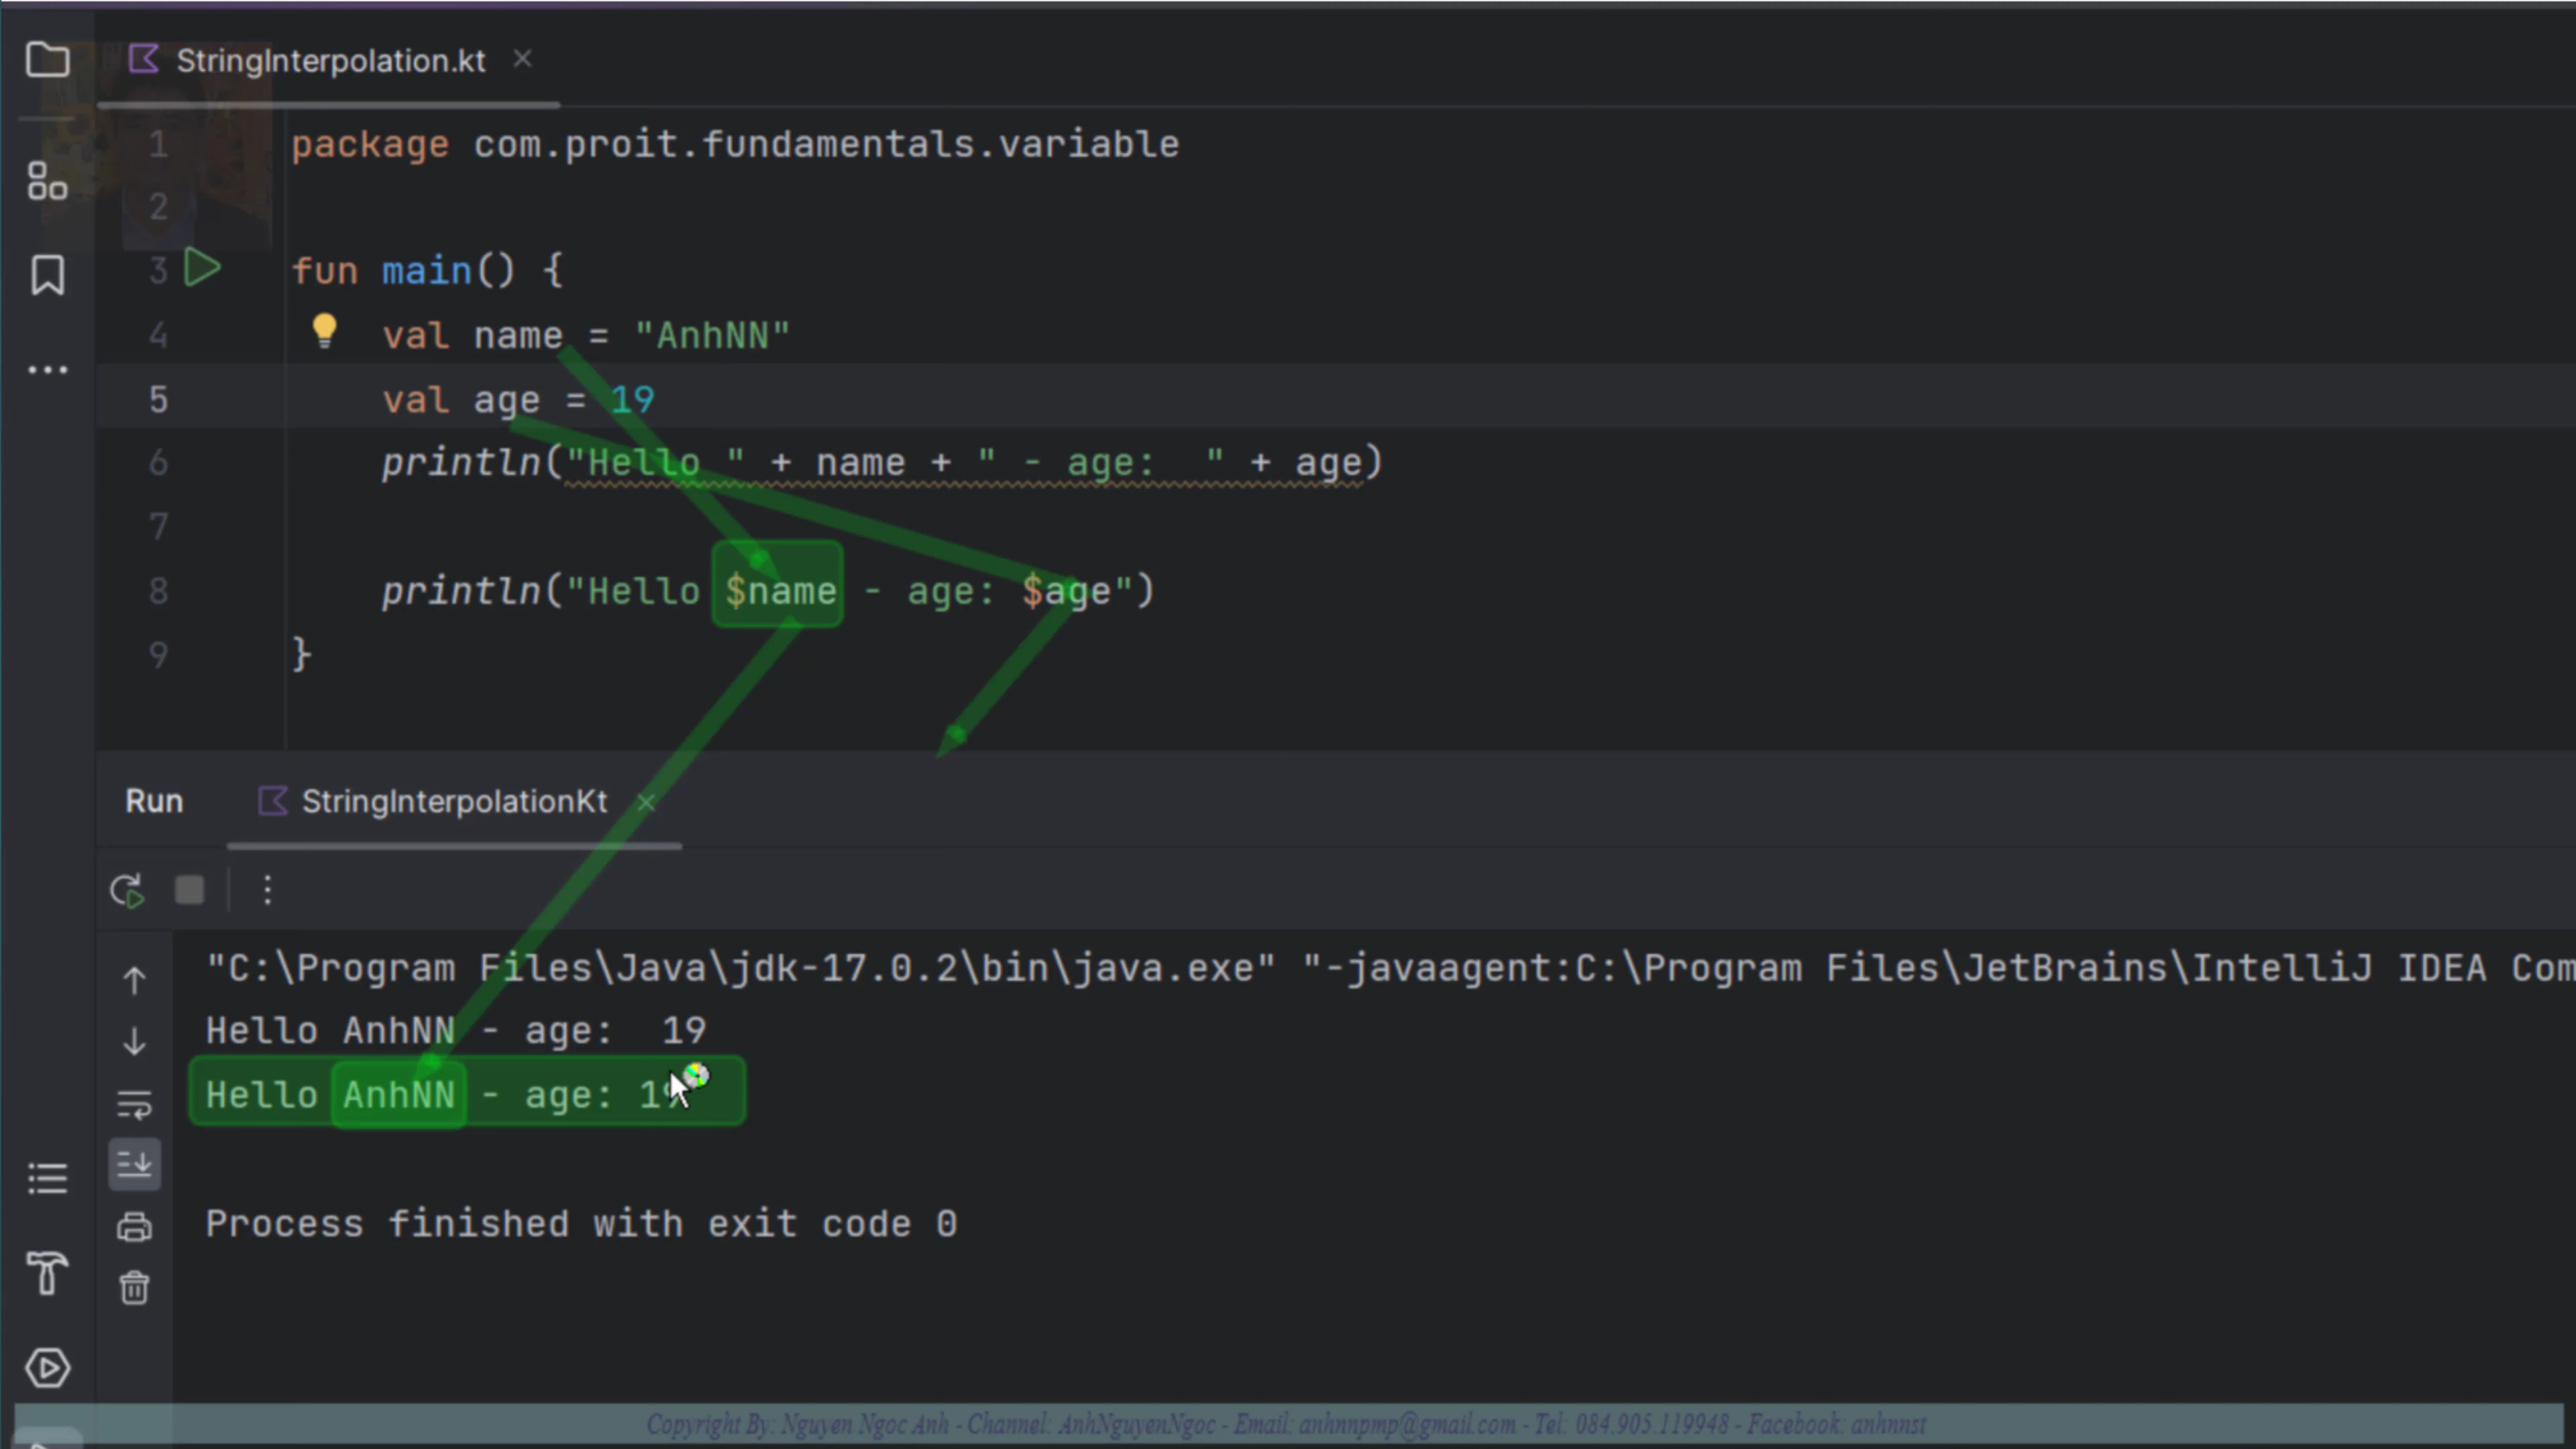 StringInterpolation.kt
1 package com.proit.fundamentals.variable
2
3 fun main() {
4 val name = "AnhNN"
5 val age = 19
6 println("Hello " + name + " - age:  " + age)
7
8 println("Hello $name - age: $age")
9 }
Run StringInterpolationKt
"C:\Program Files\Java\jdk-17.0.2\bin\java.exe" "-javaagent:C:\Program Files\JetBrains\IntelliJ IDEA Com
Hello AnhNN - age:  19
Hello AnhNN - age: 19
Process finished with exit code 0
Copyright By: Nguyen Ngoc Anh - Channel: AnhNguyenNgoc - Email: anhnnpmp@gmail.com - Tel: 084.905.119948 - Facebook: anhnnst